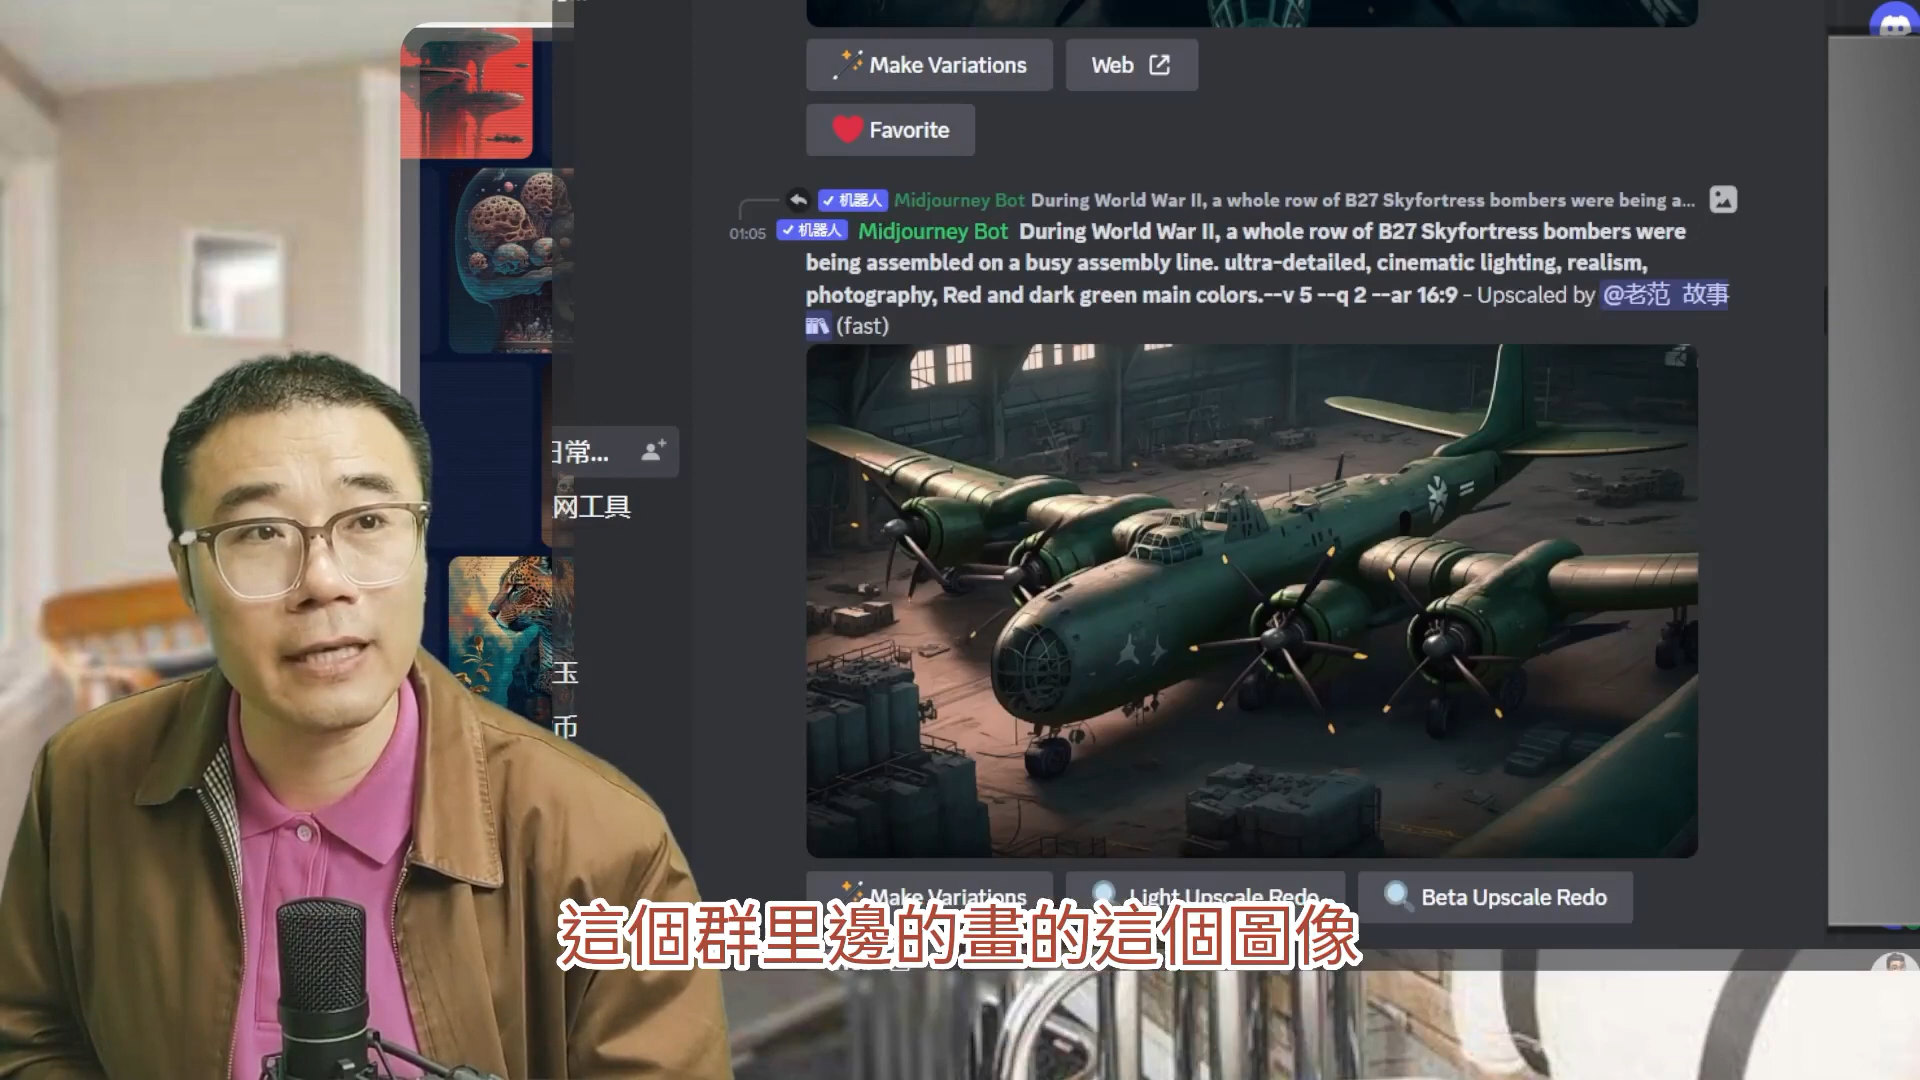 Make Variations
Web
Favorite
机器人 Midjourney Bot During World War II, a whole row of B27 Skyfortress bombers were being a...
01:05 机器人 Midjourney Bot During World War II, a whole row of B27 Skyfortress bombers were
being assembled on a busy assembly line. ultra-detailed, cinematic lighting, realism,
photography, Red and dark green main colors.--v 5 --q 2 --ar 16:9 - Upscaled by @老范 故事
(fast)
日常...
网工具
玉
币
Make Variations
Light Upscale Redo
Beta Upscale Redo
這個群里邊的畫的這個圖像